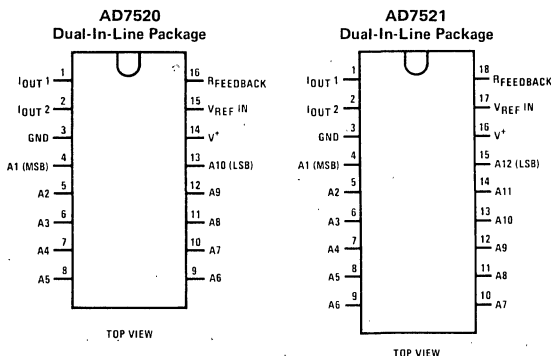 AD7520
Dual-In-Line Package
IOUT 1 1
IOUT 2 2
GND 3
A1 (MSB) 4
A2 5
A3 6
A4 7
A5 8
16 RFEEDBACK
15 VREF IN
14 V+
13 A10 (LSB)
12 A9
11 A8
10 A7
9 A6
TOP VIEW
AD7521
Dual-In-Line Package
IOUT 1 1
IOUT 2 2
GND 3
A1 (MSB) 4
A2 5
A3 6
A4 7
A5 8
A6 9
18 RFEEDBACK
17 VREF IN
16 V+
15 A12 (LSB)
14 A11
13 A10
12 A9
11 A8
10 A7
TOP VIEW